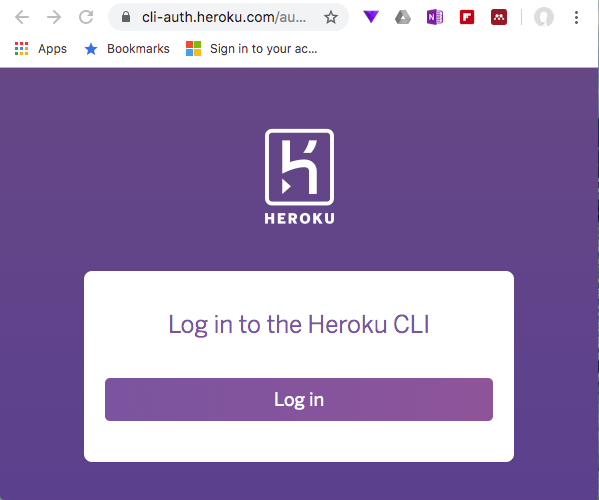 cli-auth.heroku.com/au...
Apps Bookmarks Sign in to your ac...
HEROKU
Log in to the Heroku CLI
Log in